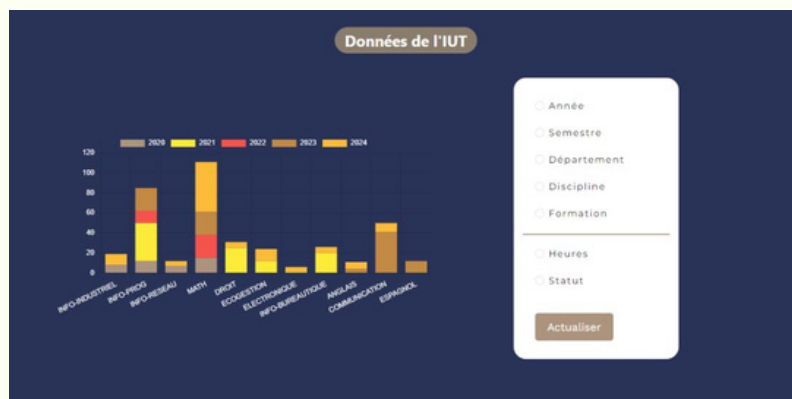 Données de l'IUT
2020 2021 2022 2023 2024
120
100
80
60
40
20
0
INFO-INDUSTRIEL INFO-PROG INFO-RESEAU MATH DROIT ECOGESTION ELECTRONIQUE INFO-BUREAUTIQUE ANGLAIS COMMUNICATION ESPAGNOL
Année
Semestre
Département
Discipline
Formation
Heures
Statut
Actualiser